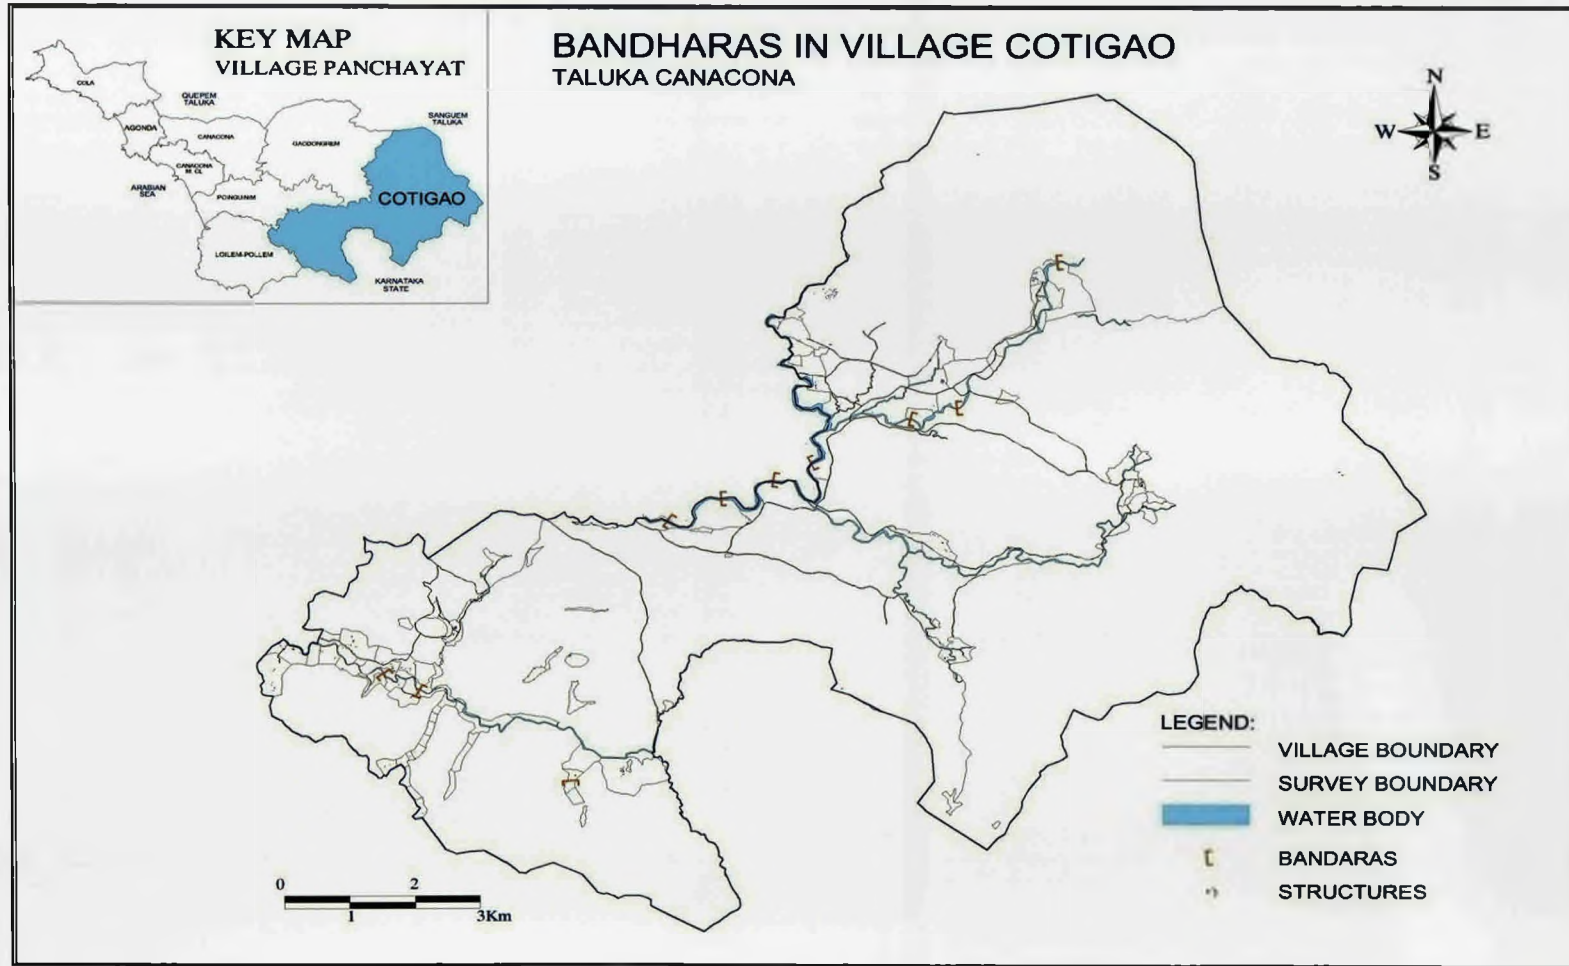 KEY MAP
VILLAGE PANCHAYAT
COLA
QUEPEM
TALUKA
SANGUEM
TALUKA
AGONDA
CANACONA
GAODONGREM
CANACONA
M. CL
ARABIAN
SEA
POINGUINIM
COTIGAO
LOILEM-POLLEM
KARNATAKA
STATE
BANDHARAS IN VILLAGE COTIGAO
TALUKA CANACONA
N
W
E
S
LEGEND:
VILLAGE BOUNDARY
SURVEY BOUNDARY
WATER BODY
BANDARAS
STRUCTURES
0
2
1
3Km